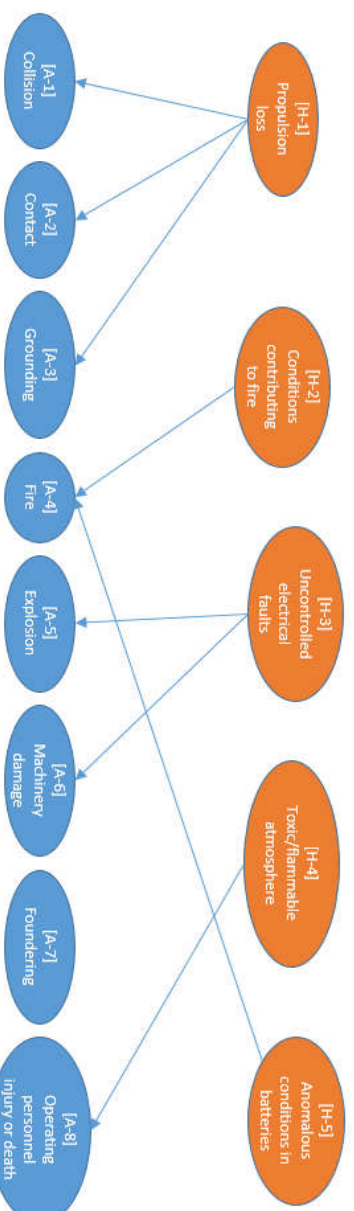 [H-1]
Propulsion
loss
[H-2]
Conditions
contributing
to fire
[H-3]
Uncontrolled
electrical
faults
[H-4]
Toxic/flammable
atmosphere
[H-5]
Anomalous
conditions in
batteries
[A-1]
Collision
[A-2]
Contact
[A-3]
Grounding
[A-4]
Fire
[A-5]
Explosion
[A-6]
Machinery
damage
[A-7]
Foundering
[A-8]
Operating
personnel
injury or death